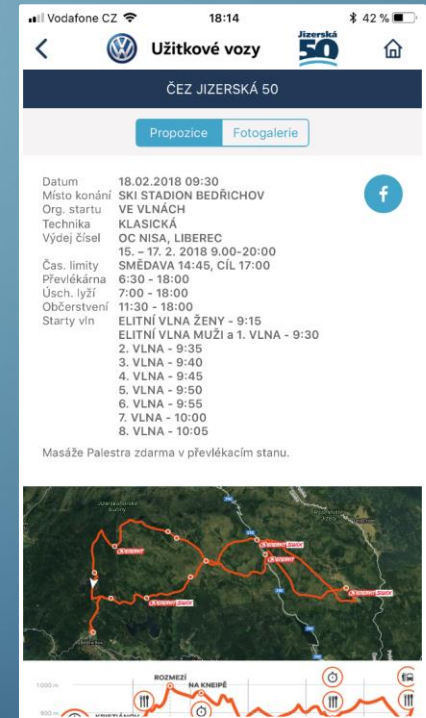 Vodafone CZ 18:14 42 %
Užitkové vozy Jizerská 50
ČEZ JIZERSKÁ 50
Propozice Fotogalerie
Datum 18.02.2018 09:30
Místo konání SKI STADION BEDŘICHOV
Org. startu VE VLNÁCH
Technika KLASICKÁ
Výdej čísel OC NISA, LIBEREC
15. – 17. 2. 2018 9.00-20:00
Čas. limity SMĚDAVA 14:45, CÍL 17:00
Převlékárna 6:30 - 18:00
Úsch. lyží 7:00 - 18:00
Občerstvení 11:30 - 18:00
Starty vln ELITNÍ VLNA ŽENY - 9:15
ELITNÍ VLNA MUŽI a 1. VLNA - 9:30
2. VLNA - 9:35
3. VLNA - 9:40
4. VLNA - 9:45
5. VLNA - 9:50
6. VLNA - 9:55
7. VLNA - 10:00
8. VLNA - 10:05
Masáže Palestra zdarma v převlékacím stanu.
ROZMEZÍ
NA KNEIPĚ
1000 m
KRISTIÁNOV